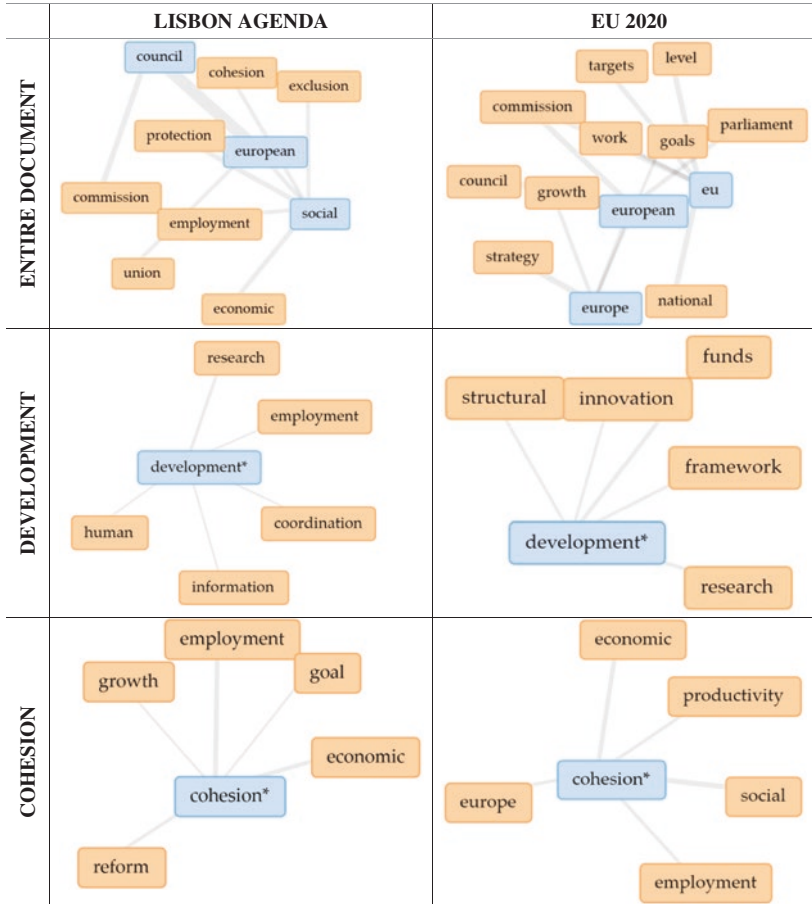 LISBON AGENDA
EU 2020
ENTIRE DOCUMENT
council
cohesion
exclusion
protection
european
commission
employment
social
union
economic
targets
level
commission
work
goals
parliament
council
growth
european
eu
strategy
europe
national
DEVELOPMENT
research
employment
development*
human
coordination
information
funds
structural
innovation
framework
development*
research
COHESION
employment
growth
goal
economic
cohesion*
reform
economic
productivity
cohesion*
europe
social
employment